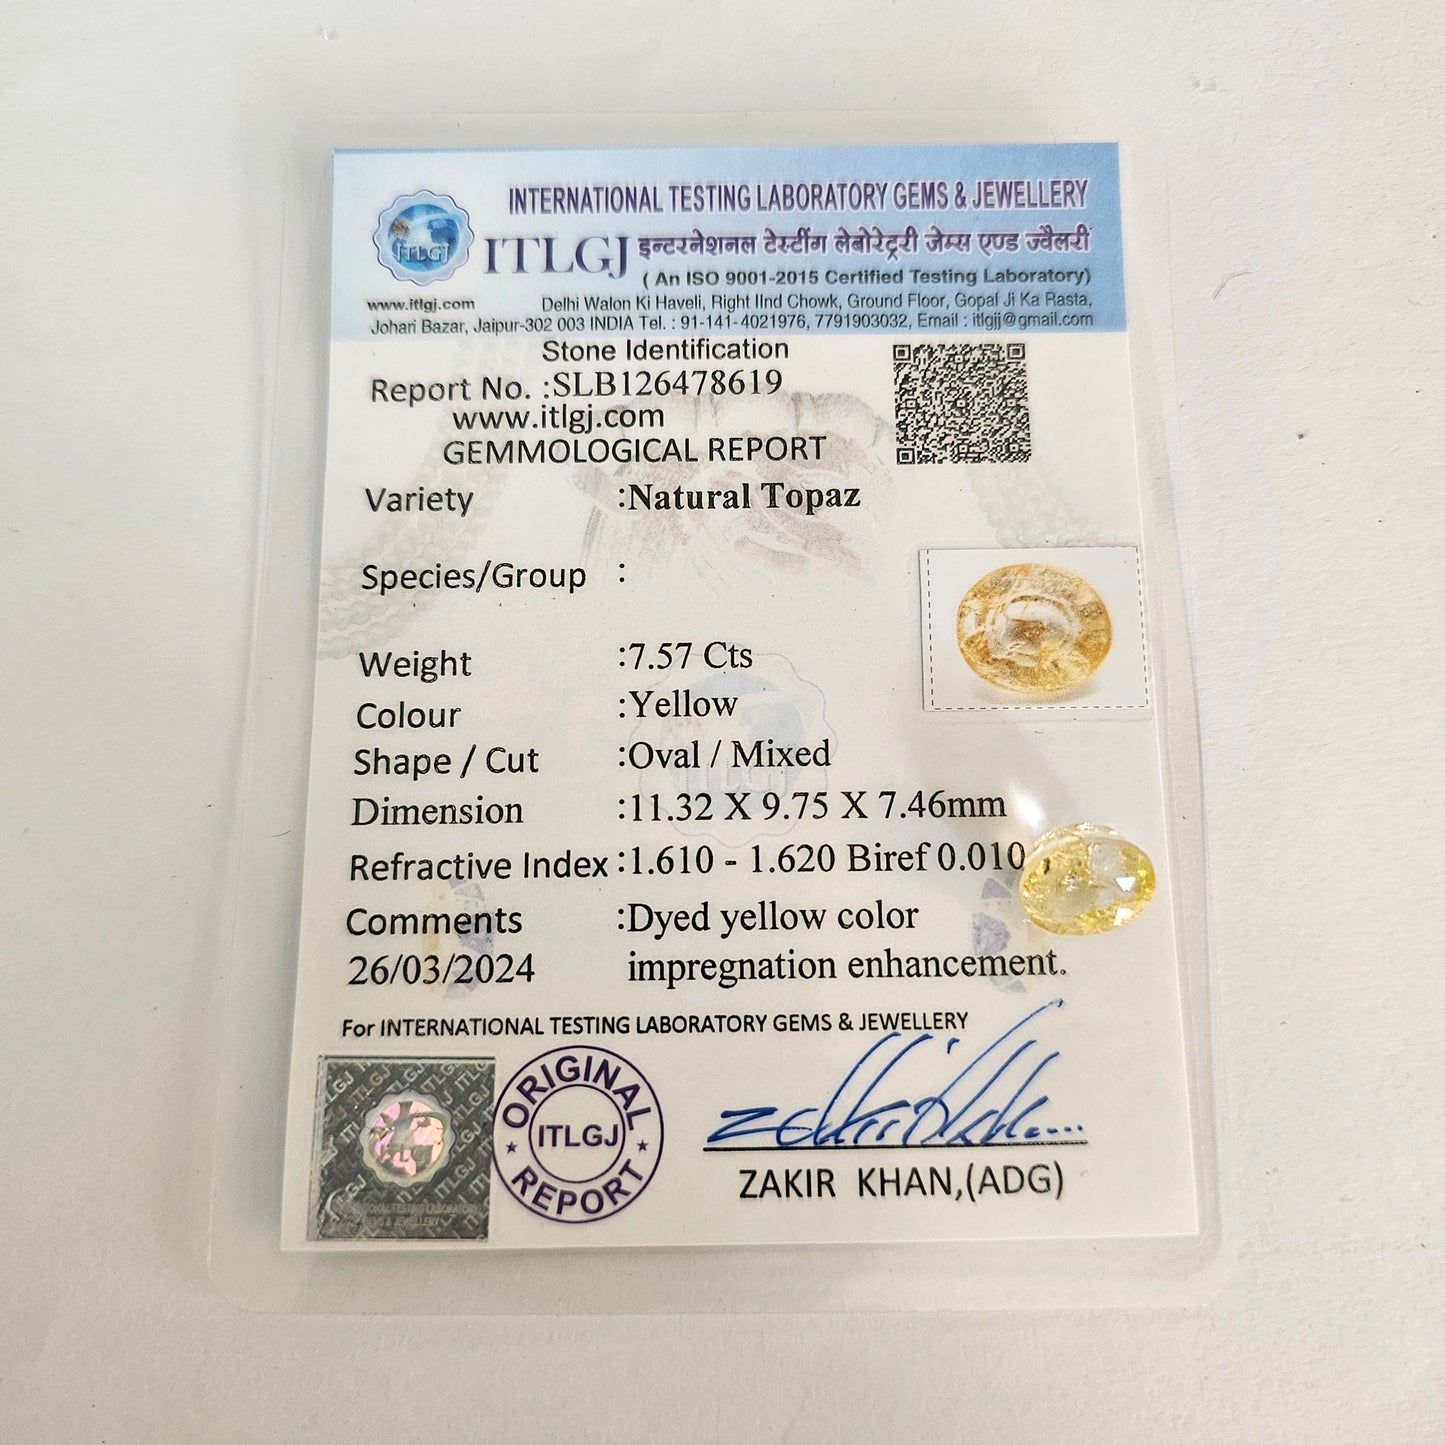 INTERNATIONAL TESTING LABORATORY GEMS & JEWELLERY
ITLGJ
ITLGJ इन्टरनेशनल टेस्टींग लेबोरेट्री जेम्स एण्ड ज्वैलरी
( An ISO 9001-2015 Certified Testing Laboratory)
www.itlgj.com Delhi Walon Ki Haveli, Right IInd Chowk, Ground Floor, Gopal Ji Ka Rasta,
Johari Bazar, Jaipur-302 003 INDIA Tel. : 91-141-4021976, 7791903032, Email : itlgjj@gmail.com
Stone Identification
Report No. :SLB126478619
www.itlgj.com
GEMMOLOGICAL REPORT
Variety :Natural Topaz
Species/Group :
Weight :7.57 Cts
Colour :Yellow
Shape / Cut :Oval / Mixed
Dimension :11.32 X 9.75 X 7.46mm
Refractive Index :1.610 - 1.620 Biref 0.010
Comments :Dyed yellow color
26/03/2024 impregnation enhancement.
For INTERNATIONAL TESTING LABORATORY GEMS & JEWELLERY
ORIGINAL
ITLGJ
REPORT
ZAKIR KHAN,(ADG)